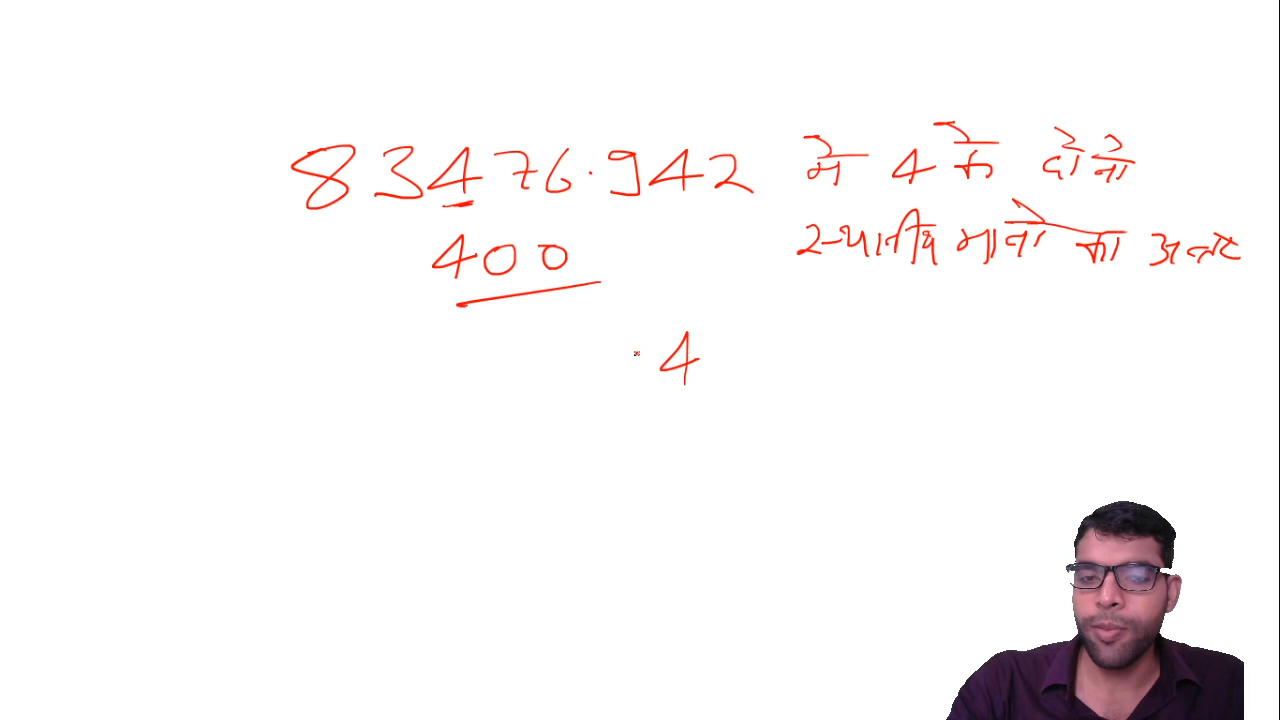 83476.942 में 4 के दोनों
स्थानीय मानों का अन्तर
400
.4